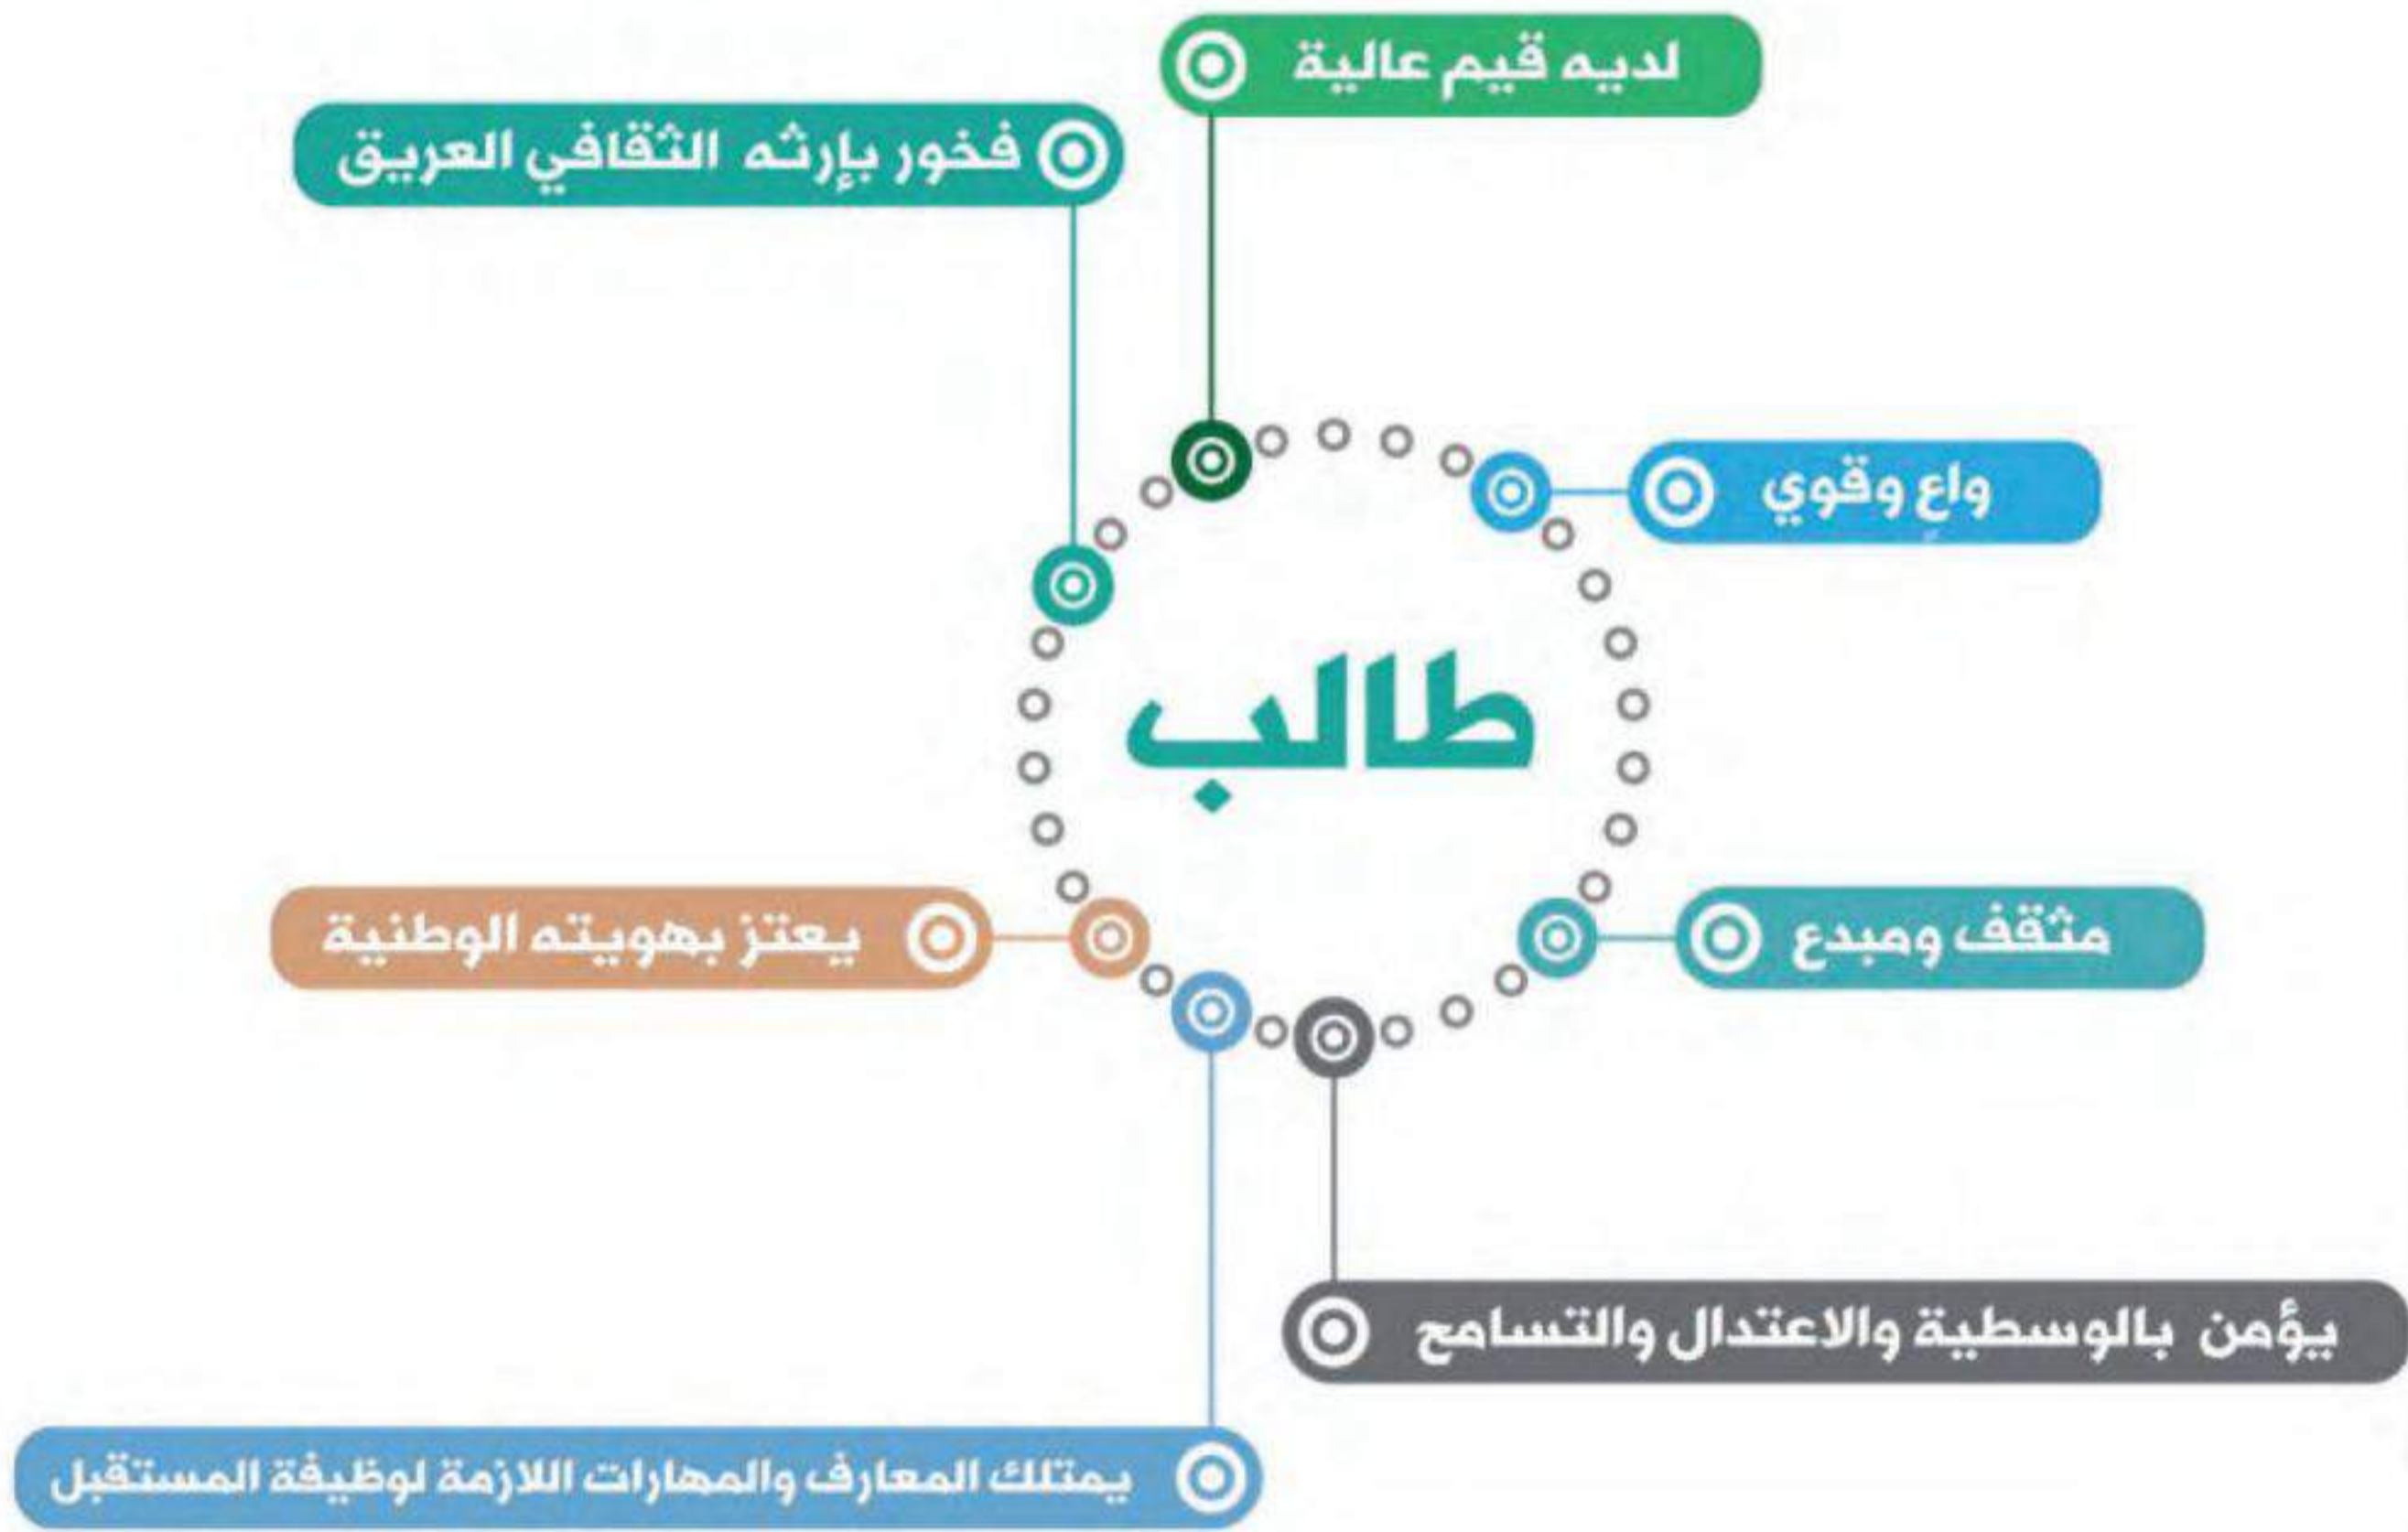 لديه قيم عالية
فخور بإرثه الثقافي العريق
واعٍ وقوي
طالب
مثقف ومبدع
يعتز بهويته الوطنية
يؤمن بالوسطية والاعتدال والتسامح
يمتلك المعارف والمهارات اللازمة لوظيفة المستقبل